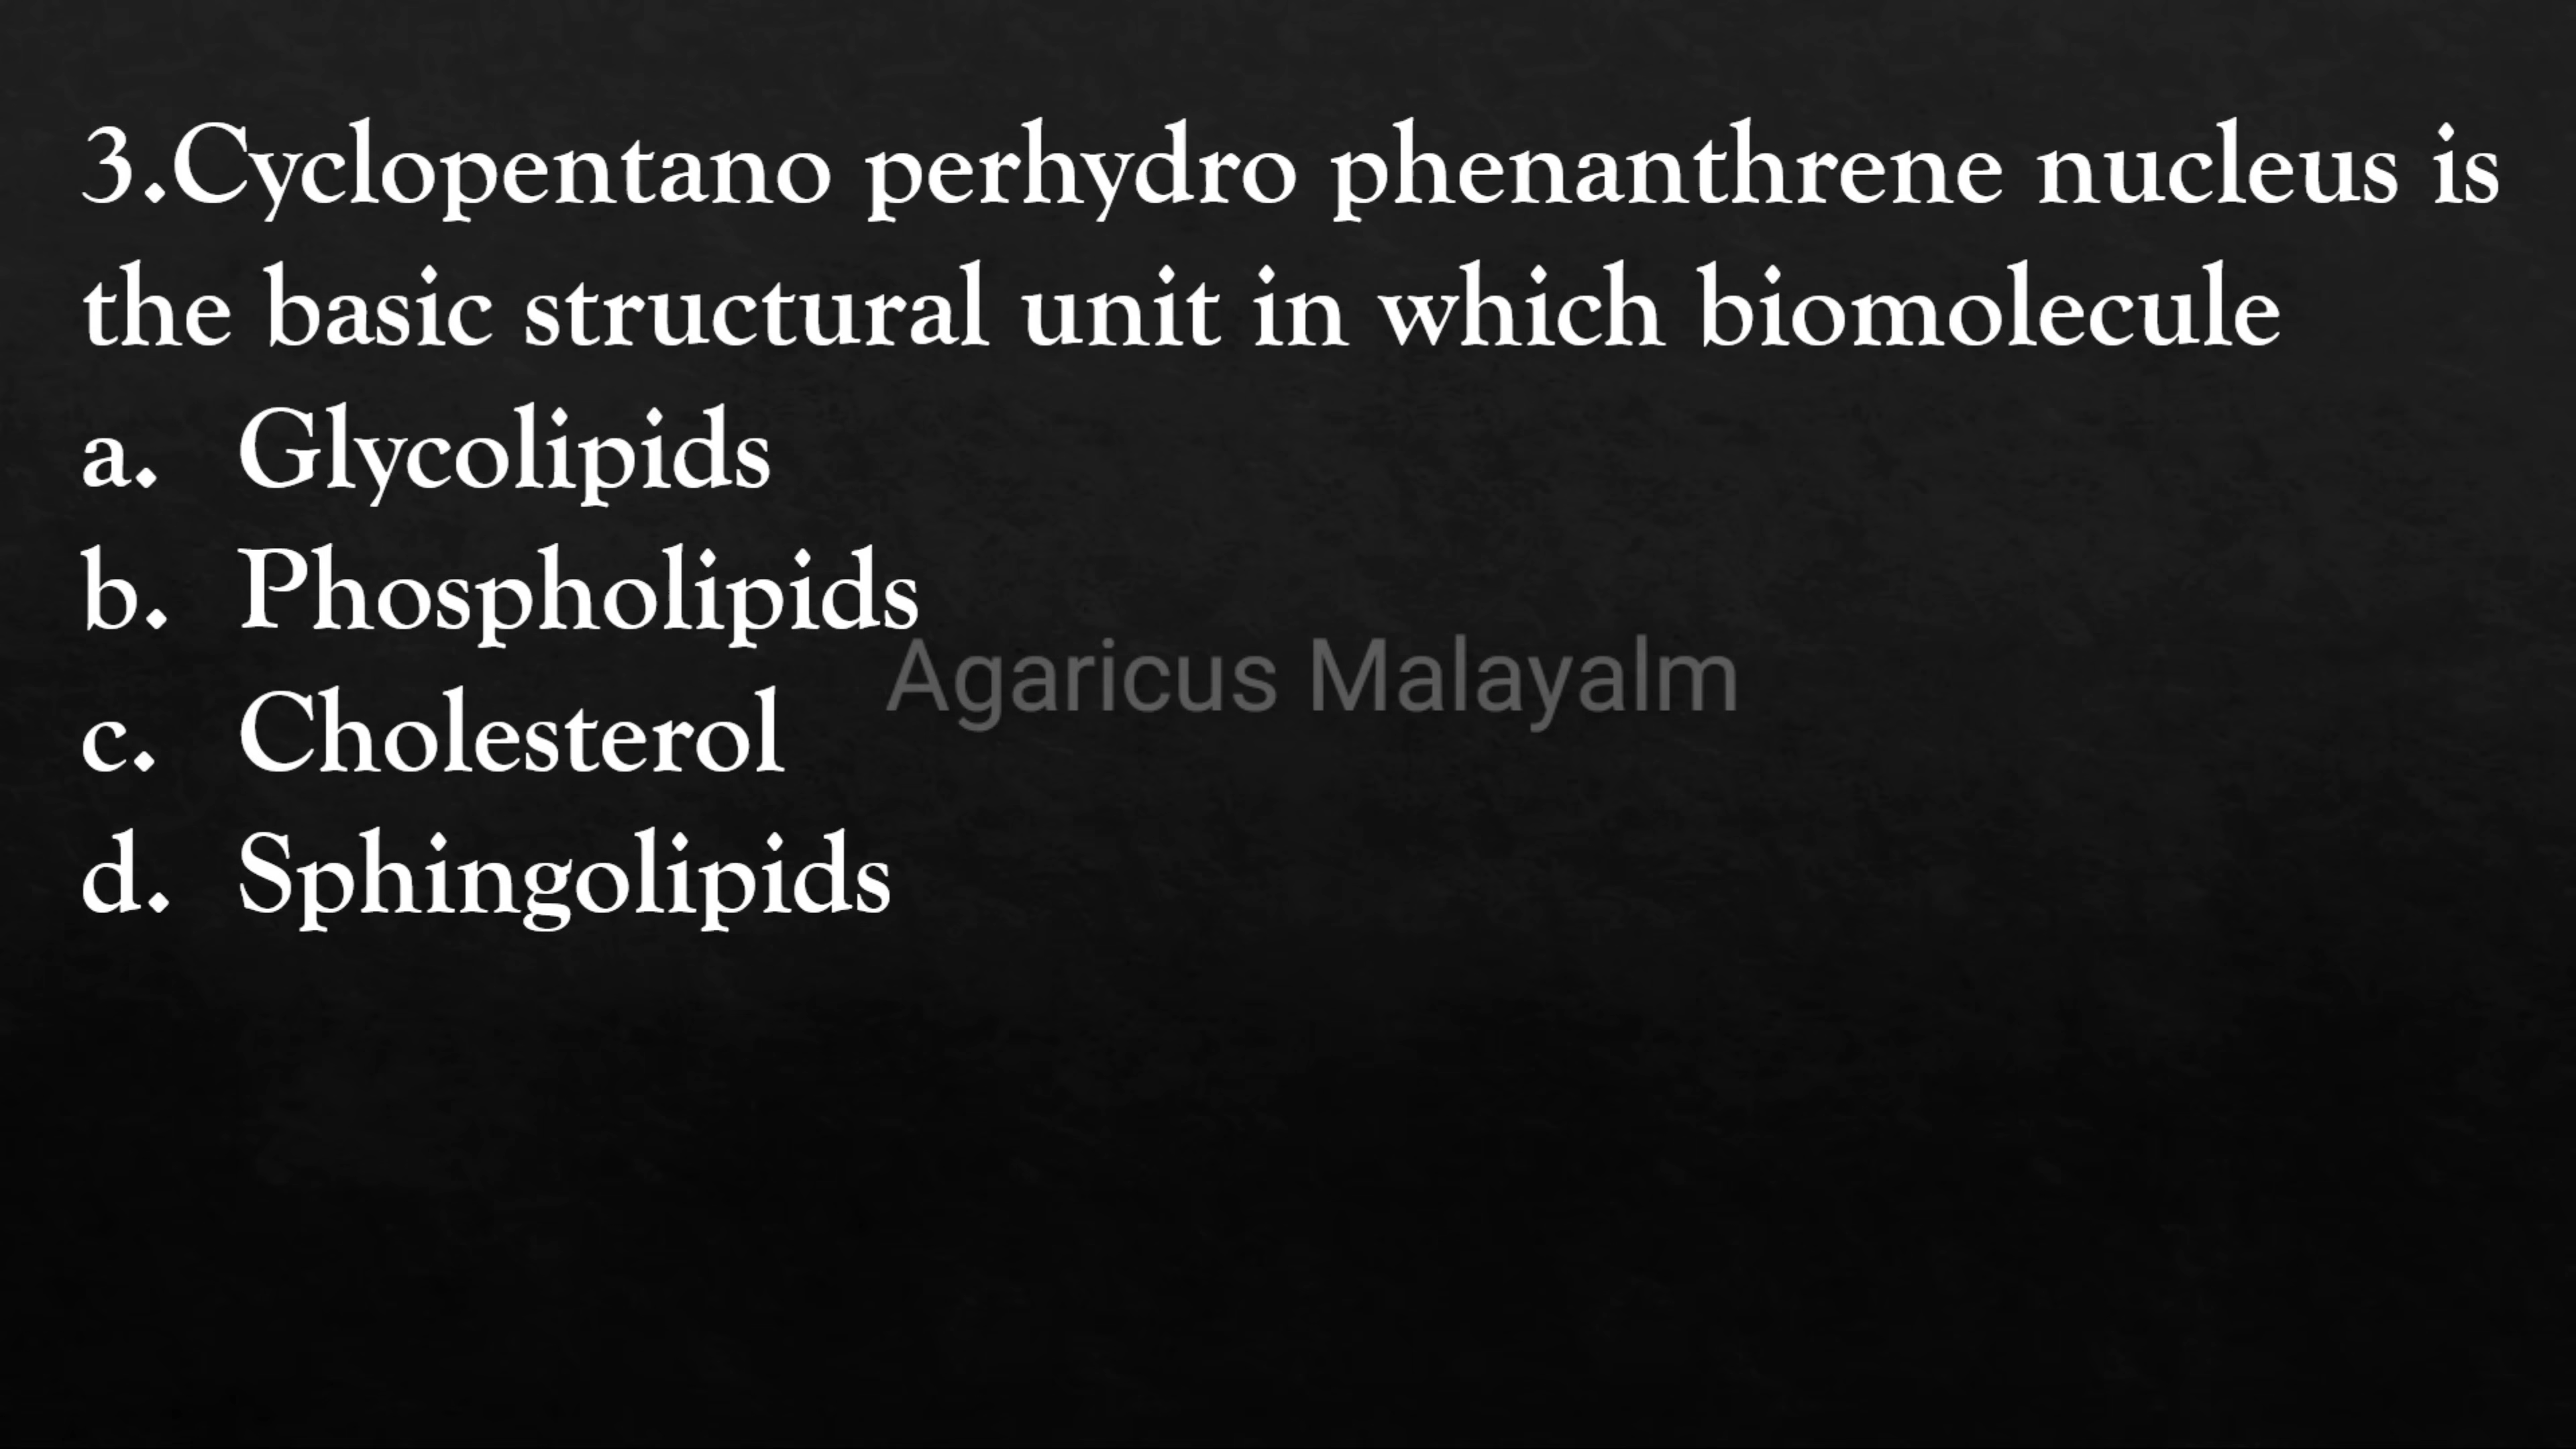 3.Cyclopentano perhydro phenanthrene nucleus is
the basic structural unit in which biomolecule
a. Glycolipids
b. Phospholipids
Agaricus Malayalm
c. Cholesterol
d. Sphingolipids